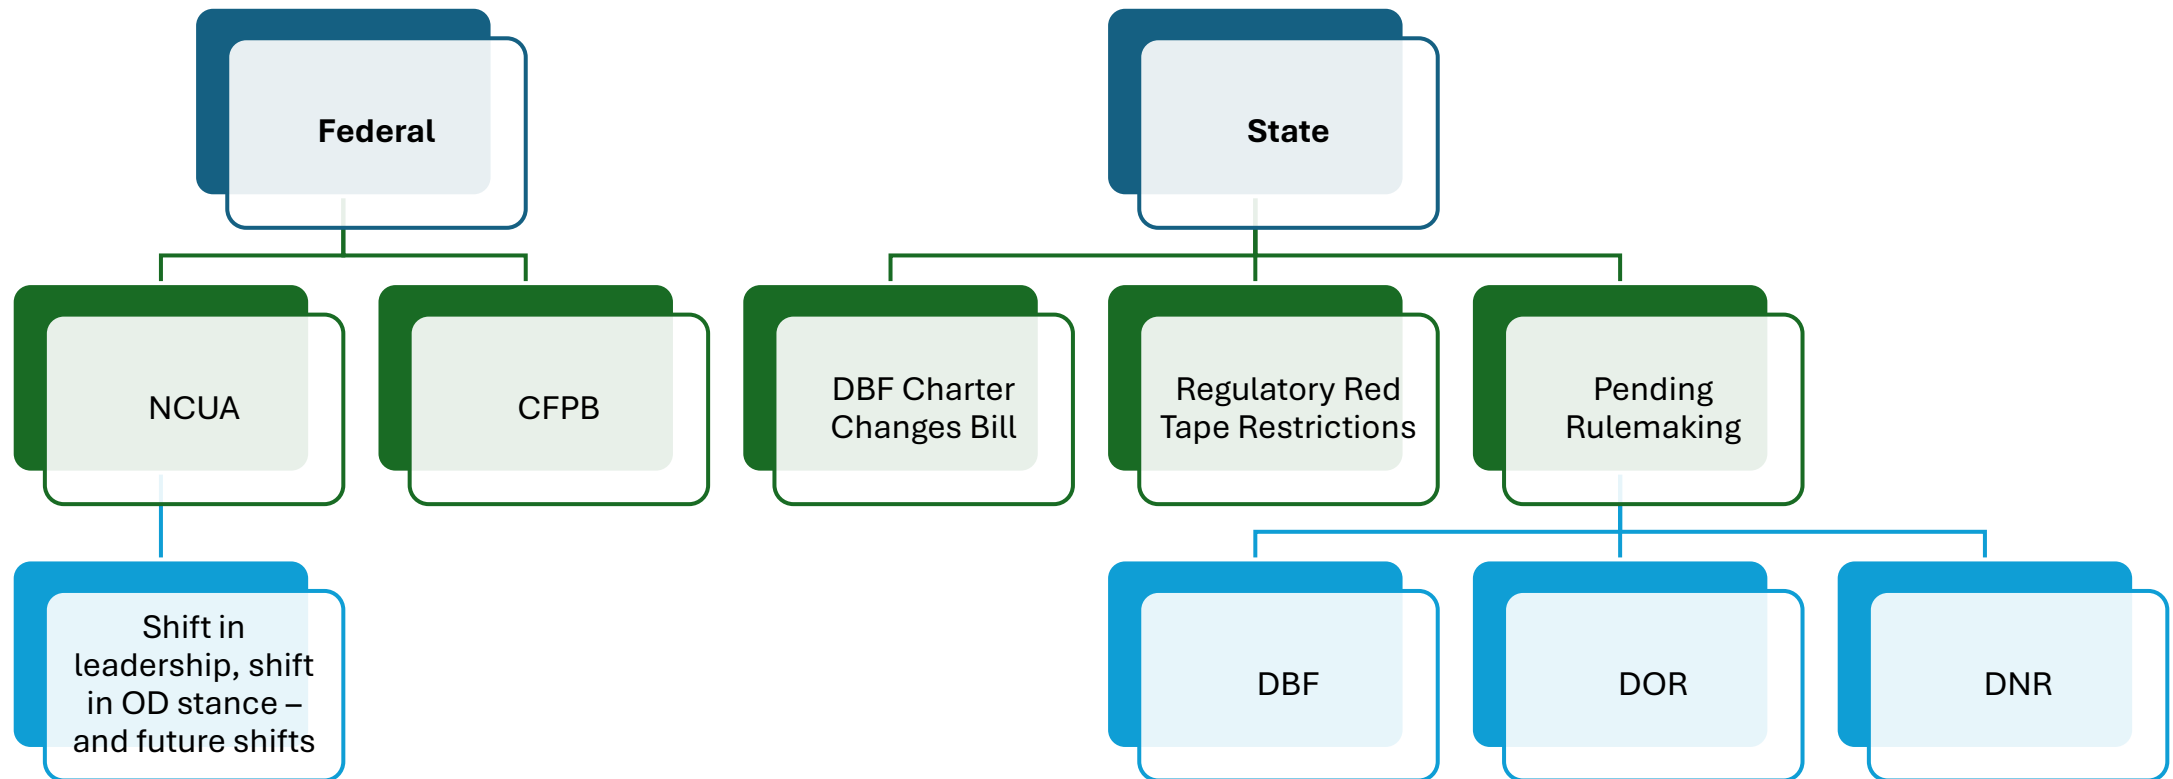 Federal
State
NCUA
CFPB
DBF Charter
Changes Bill
Regulatory Red
Tape Restrictions
Pending
Rulemaking
Shift in
leadership, shift
in OD stance –
and future shifts
DBF
DOR
DNR